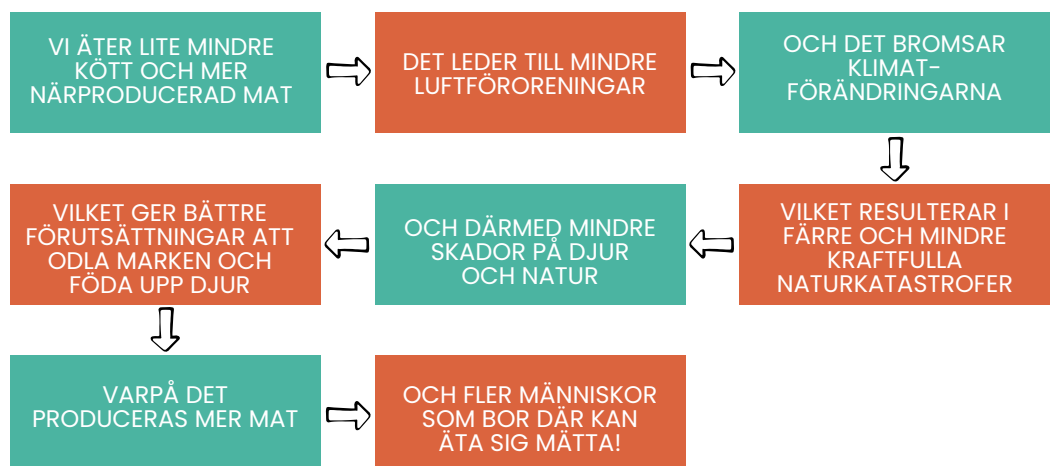 VI ÄTER LITE MINDRE
KÖTT OCH MER
NÄRPRODUCERAD MAT
DET LEDER TILL MINDRE
LUFTFÖRORENINGAR
OCH DET BROMSAR
KLIMAT-
FÖRÄNDRINGARNA
VILKET RESULTERAR I
FÄRRE OCH MINDRE
KRAFTFULLA
NATURKATASTROFER
OCH DÄRMED MINDRE
SKADOR PÅ DJUR
OCH NATUR
VILKET GER BÄTTRE
FÖRUTSÄTTNINGAR ATT
ODLA MARKEN OCH
FÖDA UPP DJUR
VARPÅ DET
PRODUCERAS MER MAT
OCH FLER MÄNNISKOR
SOM BOR DÄR KAN
ÄTA SIG MÄTTA!